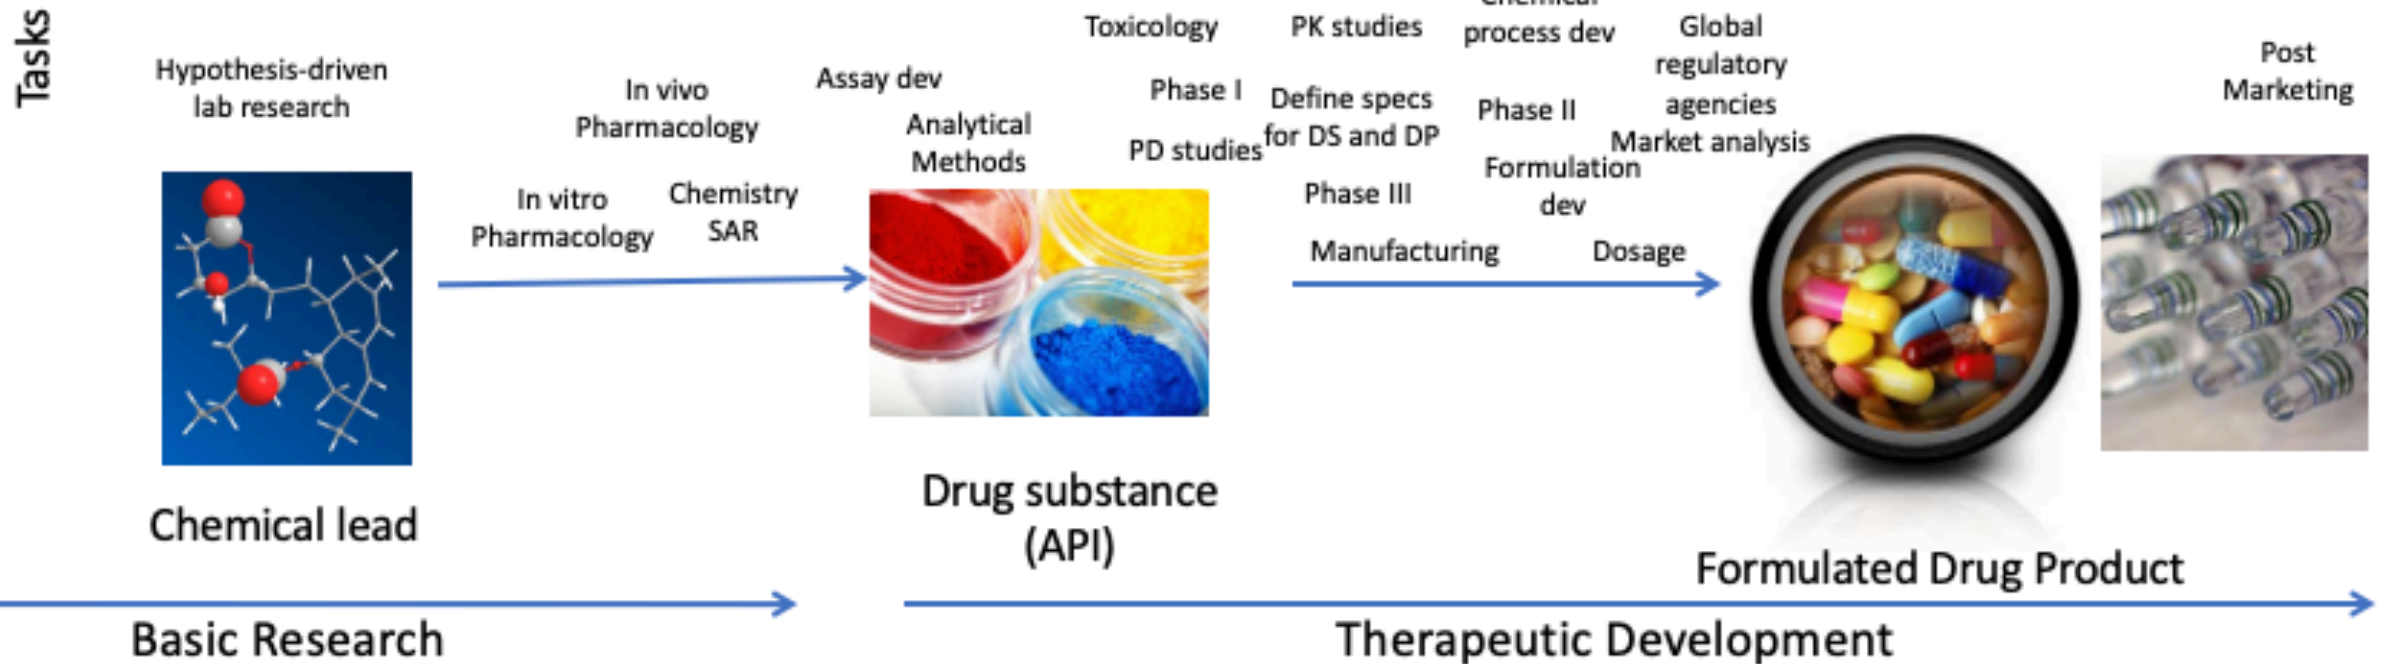 Tasks
Hypothesis-driven
lab research
In vivo
Pharmacology
In vitro
Pharmacology
Chemistry
SAR
Assay dev
Analytical
Methods
Toxicology
Phase I
PD studies
PK studies
Define specs
for DS and DP
Phase III
Manufacturing
Chemical
process dev
Phase II
Formulation
dev
Dosage
Global
regulatory
agencies
Market analysis
Post
Marketing
Chemical lead
Drug substance
(API)
Formulated Drug Product
Basic Research
Therapeutic Development